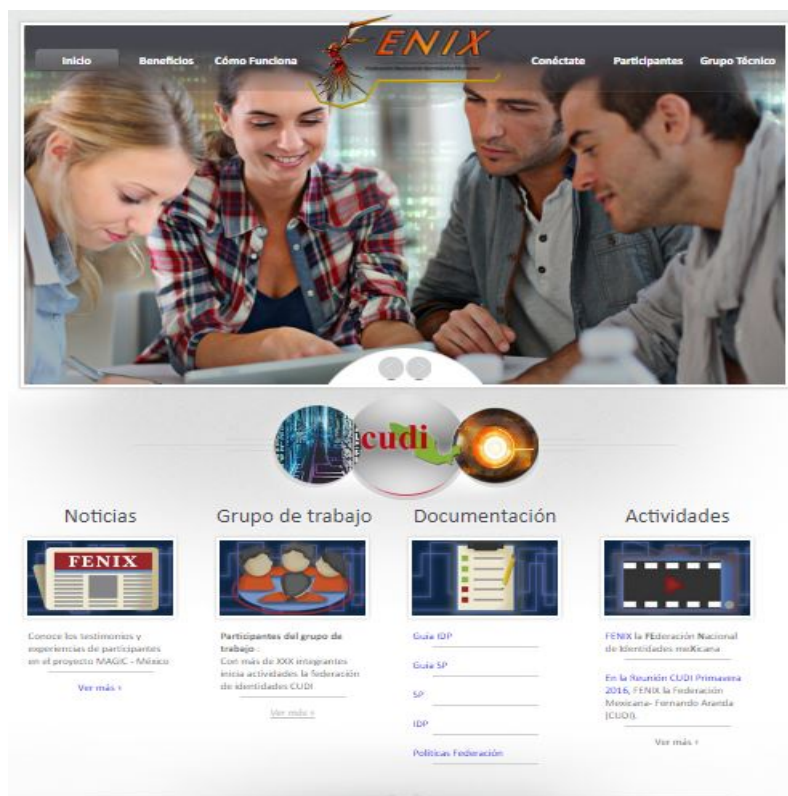 Inicio
Beneficios
Cómo Funciona
FENIX
Conéctate
Participantes
Grupo Técnico
cudi
Noticias
FENIX
Conoce los testimonios y
experiencias de participantes
en el proyecto MAGIC - México
Ver más »
Grupo de trabajo
Participantes del grupo de
trabajo
Con más de XXX integrantes
inicia actividades la federación
de identidades CUDI
Ver más »
Documentación
Guia IDP
Guia SP
SP
IDP
Políticas Federación
Actividades
FENIX la FEderación Nacional
de Identidades meXicana
En la Reunión CUDI Primavera
2016, FENIX la Federación
Mexicana- Fernando Aranda
(CUDI).
Ver más »